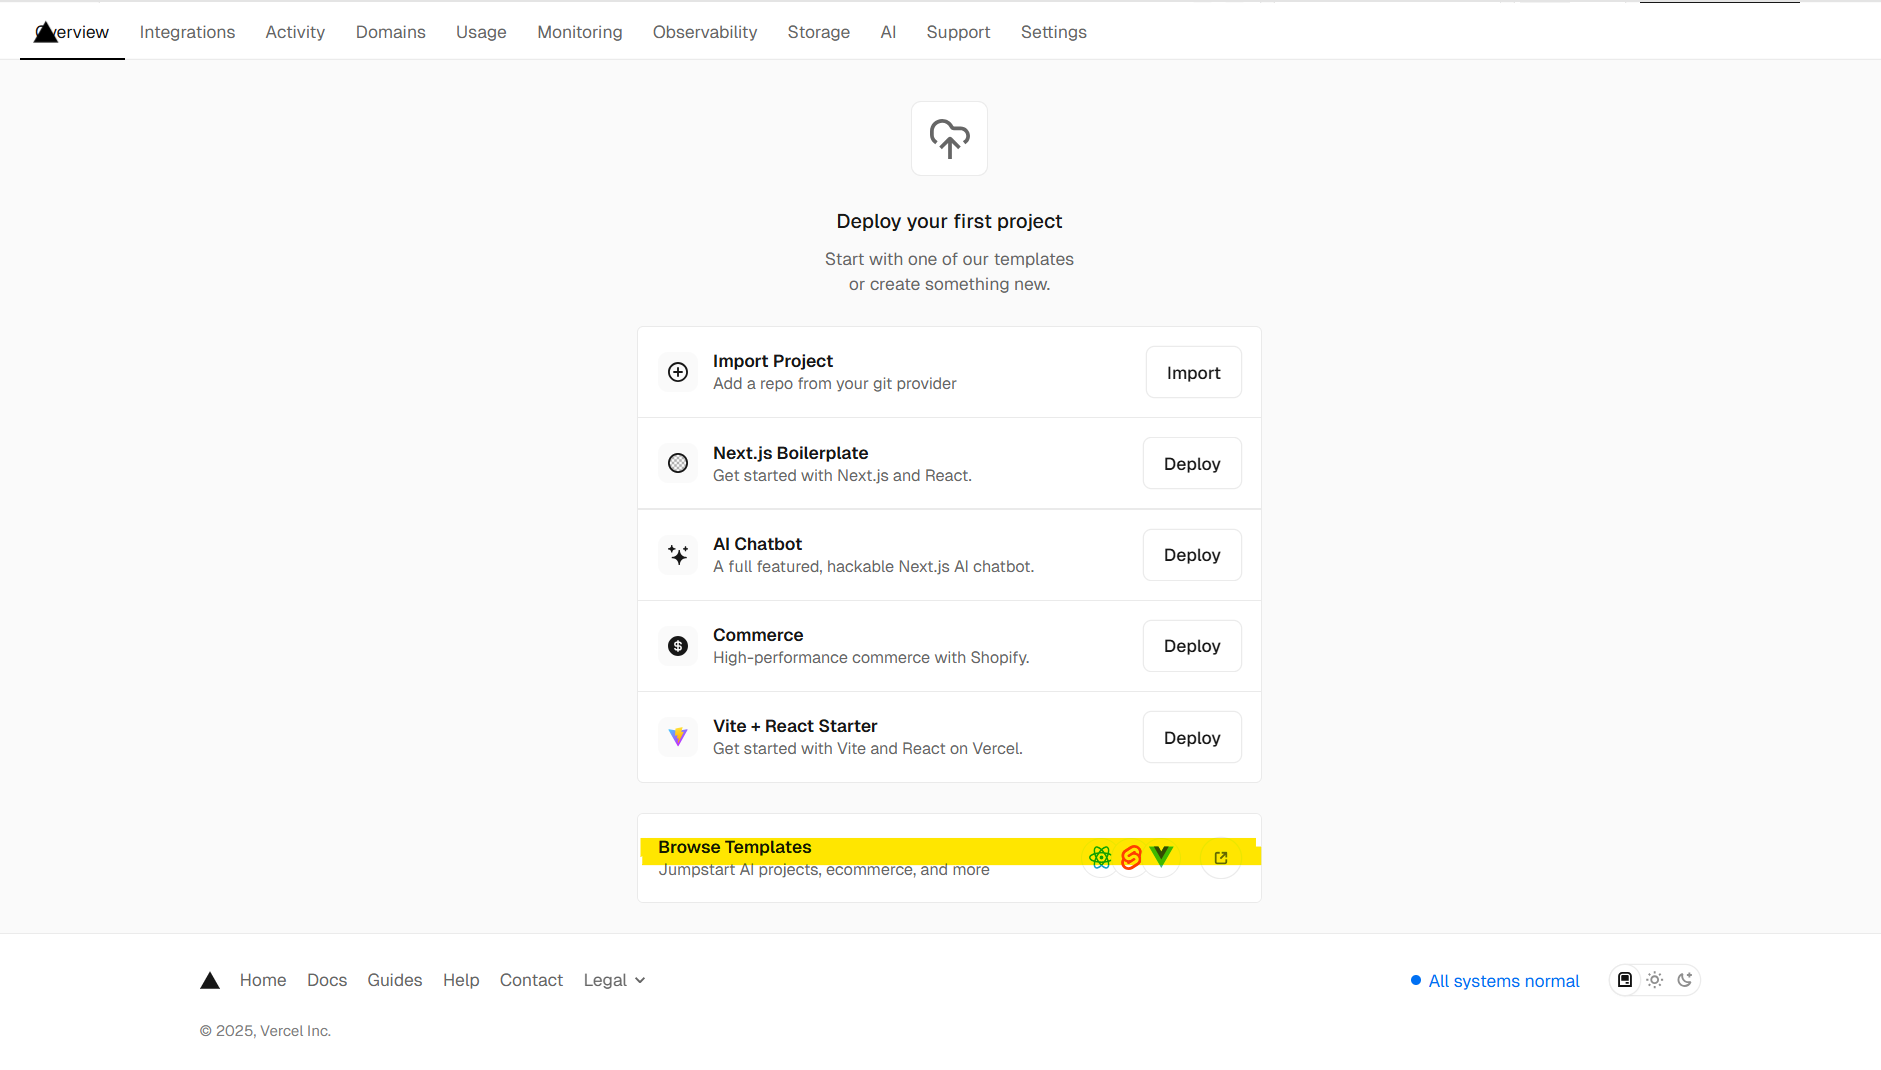 Overview Integrations Activity Domains Usage Monitoring Observability Storage AI Support Settings
Deploy your first project
Start with one of our templates
or create something new.
Import Project
Add a repo from your git provider
Import
Next.js Boilerplate
Get started with Next.js and React.
Deploy
AI Chatbot
A full featured, hackable Next.js AI chatbot.
Deploy
Commerce
High-performance commerce with Shopify.
Deploy
Vite + React Starter
Get started with Vite and React on Vercel.
Deploy
Browse Templates
Jumpstart AI projects, ecommerce, and more
Home Docs Guides Help Contact Legal
All systems normal
© 2025, Vercel Inc.